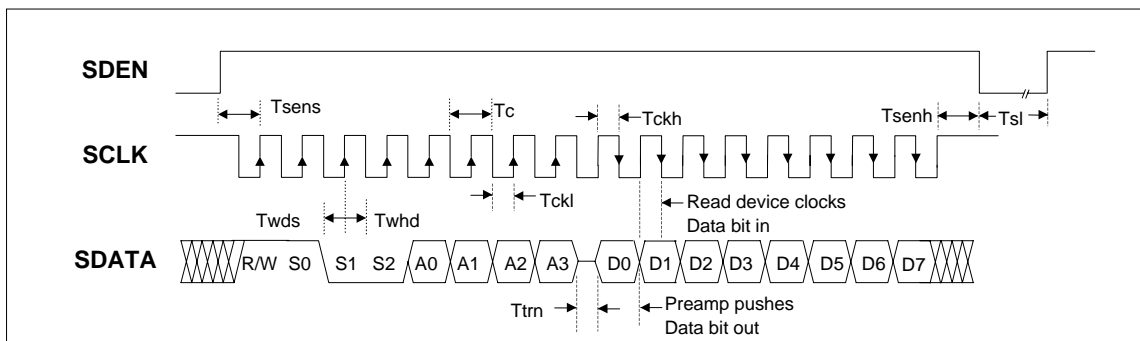 SDEN
Tsens
Tc
Tckh
Tsenh
Tsl
SCLK
Tckl
Read device clocks
Data bit in
Twds
Twhd
SDATA
R/W S0 S1 S2 A0 A1 A2 A3 D0 D1 D2 D3 D4 D5 D6 D7
Ttrn
Preamp pushes
Data bit out